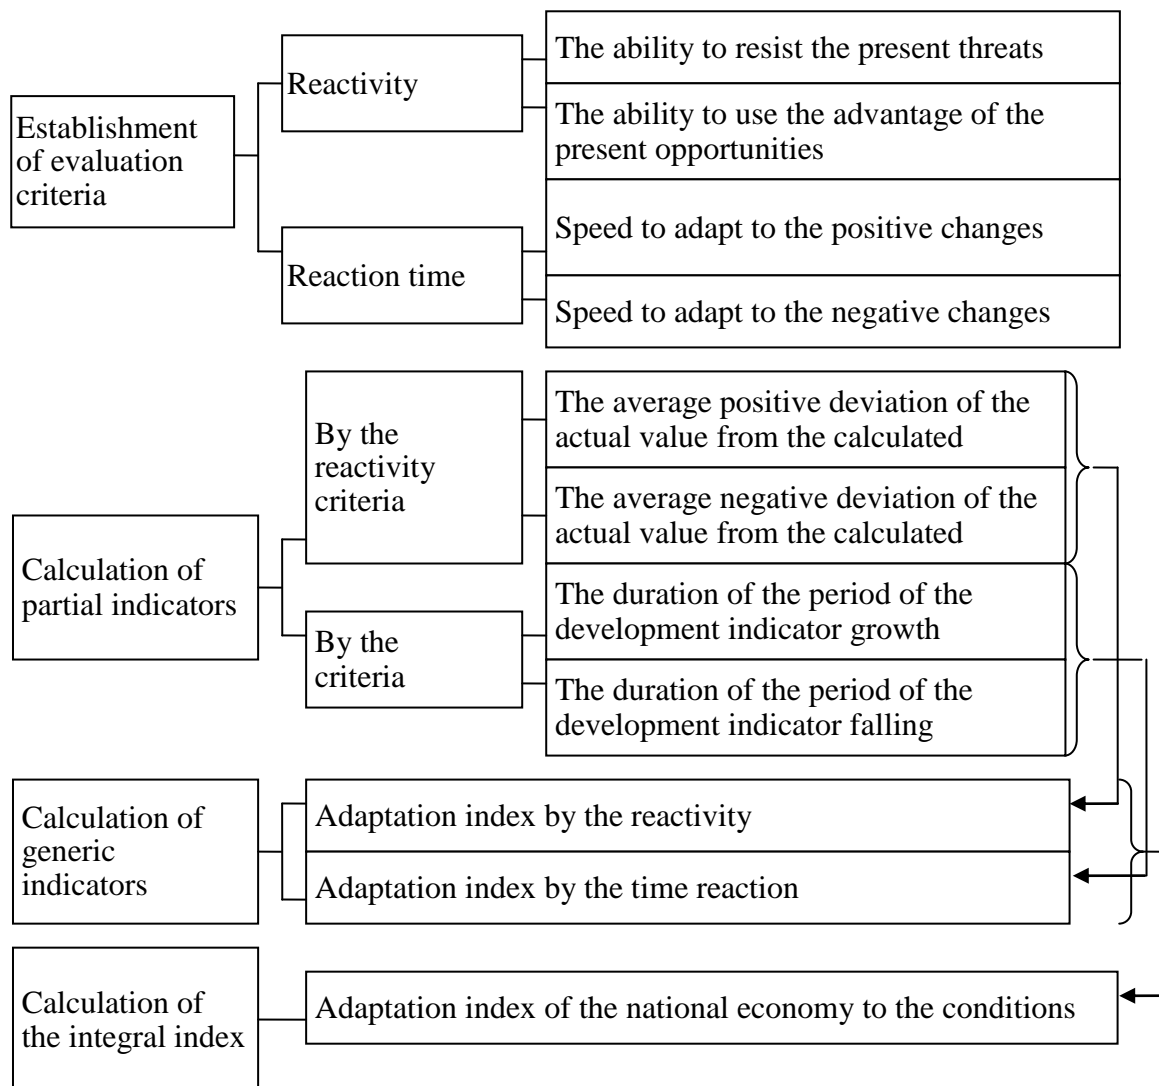 Establishment
of evaluation
criteria
Reactivity
The ability to resist the present threats
The ability to use the advantage of the
present opportunities
Reaction time
Speed to adapt to the positive changes
Speed to adapt to the negative changes
Calculation of
partial indicators
By the
reactivity
criteria
The average positive deviation of the
actual value from the calculated
The average negative deviation of the
actual value from the calculated
By the
criteria
The duration of the period of the
development indicator growth
The duration of the period of the
development indicator falling
Calculation of
generic
indicators
Adaptation index by the reactivity
Adaptation index by the time reaction
Calculation of
the integral index
Adaptation index of the national economy to the conditions